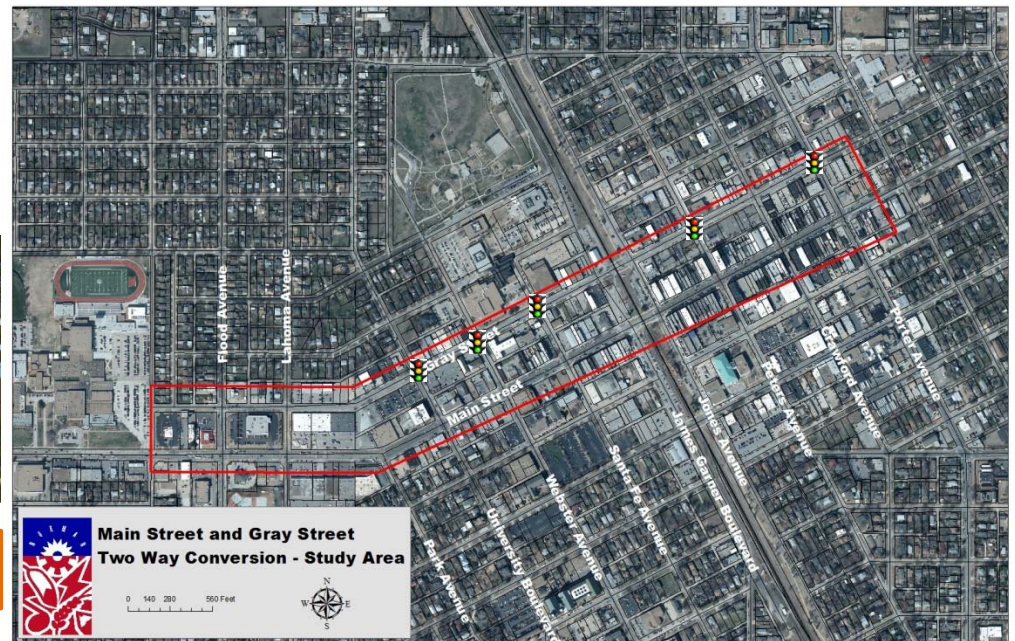 Flood Avenue
Lahoma Avenue
Gray Street
Main Street
Porter Avenue
Crawford Avenue
Peters Avenue
Jones Avenue
James Garner Boulevard
Santa Fe Avenue
Webster Avenue
University Boulevard
Park Avenue
Main Street and Gray Street
Two Way Conversion - Study Area
0 140 280 560 Feet
N
W E
S